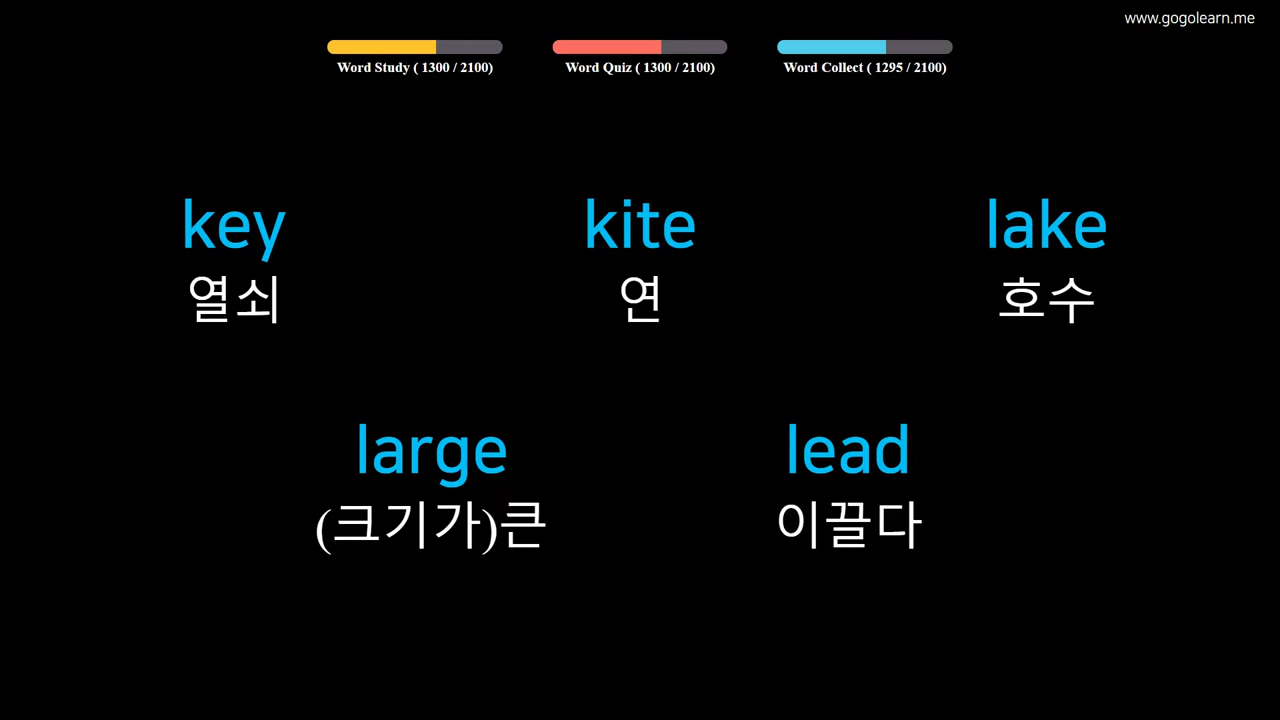 www.gogolearn.me
Word Study ( 1300 / 2100)
Word Quiz ( 1300 / 2100)
Word Collect ( 1295 / 2100)
key
열쇠
kite
연
lake
호수
large
(크기가)큰
lead
이끌다